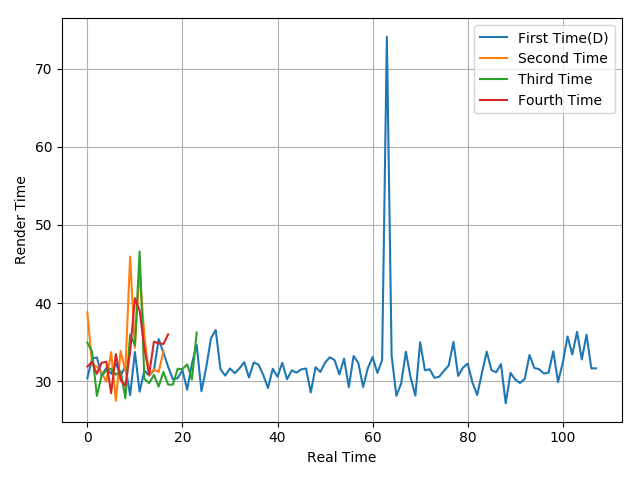 First Time(D)
Second Time
Third Time
Fourth Time
70
60
50
40
30
Render Time
0
20
40
60
80
100
Real Time